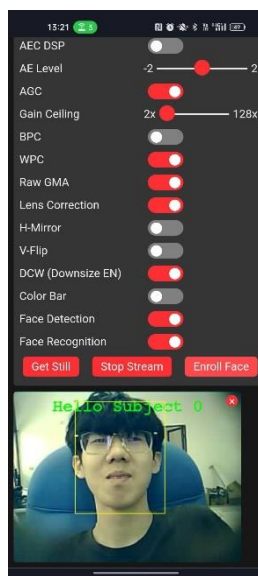 13:21
AEC DSP
AE Level -2 2
AGC
Gain Ceiling 2x 128x
BPC
WPC
Raw GMA
Lens Correction
H-Mirror
V-Flip
DCW (Downsize EN)
Color Bar
Face Detection
Face Recognition
Get Still Stop Stream Enroll Face
Hello Subject 0